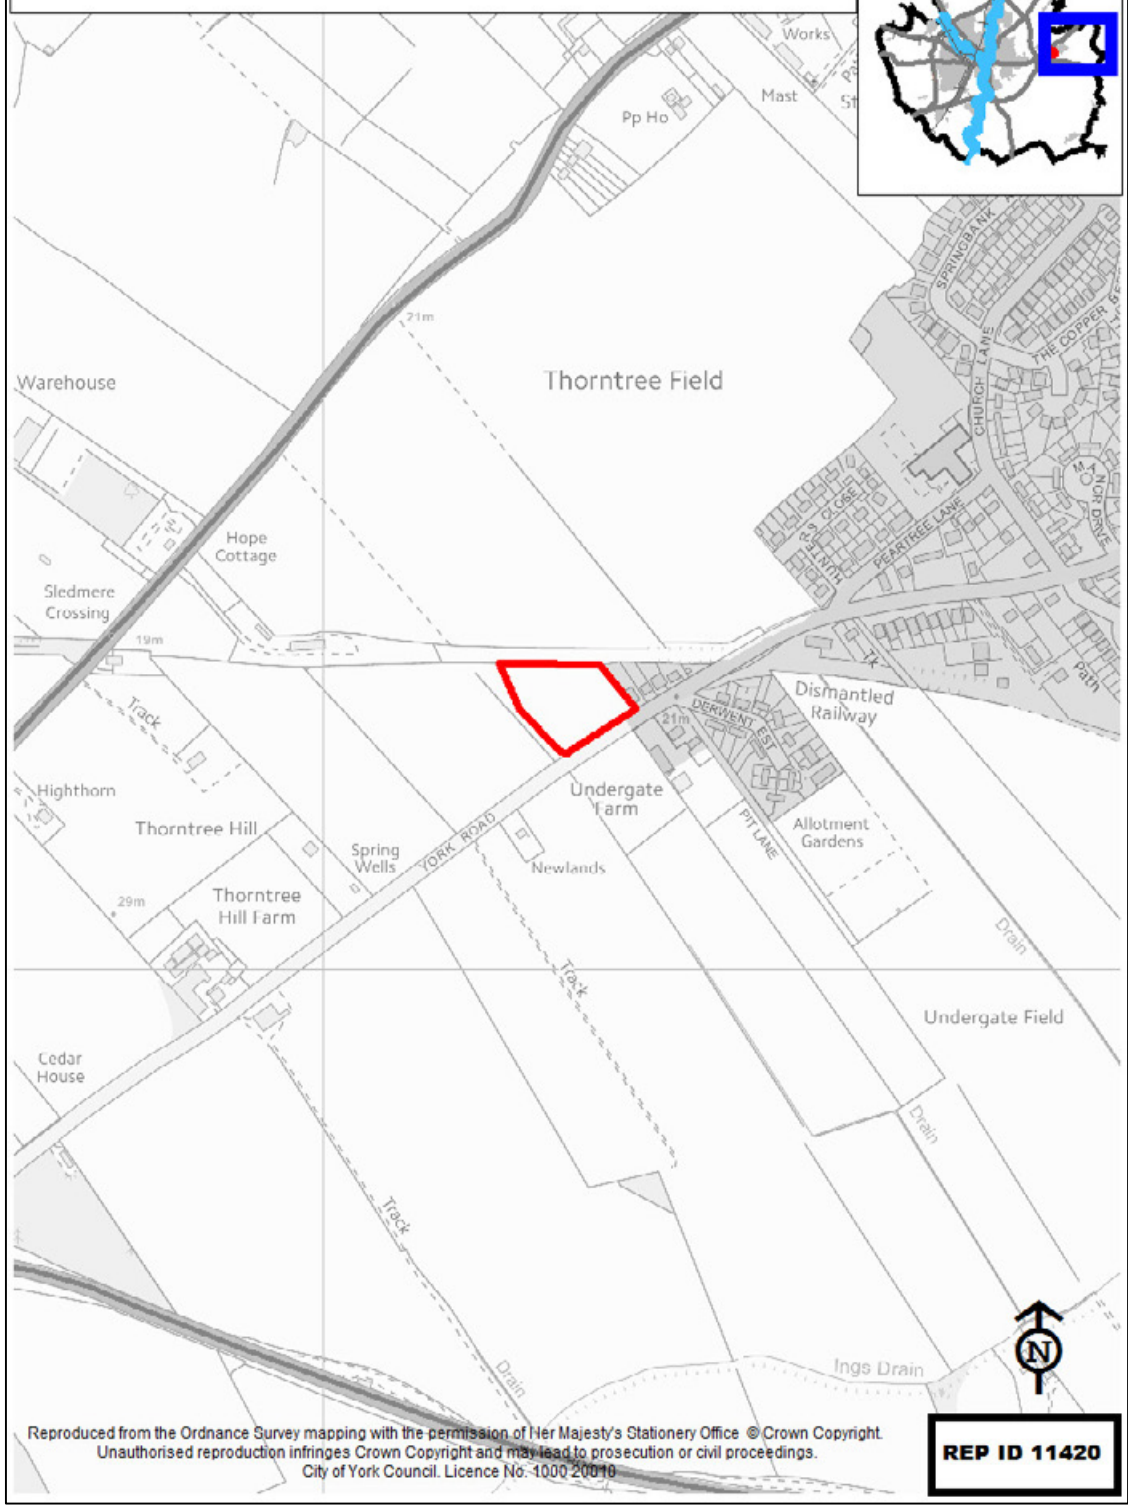 Works
Mast
Pp Ho
SPRINGBANK
THE COPPER
CHURCH LANE
21m
Thorntree Field
Warehouse
MANOR DRIVE
HUNTERS CLOSE
PEARTREE LANE
Hope
Cottage
Sledmere
Crossing
19m
Tk
Path
Dismantled
Railway
DERWENT EST
21m
Track
Highthorn
Undergate
Farm
Thorntree Hill
YORK ROAD
PIT LANE
Allotment
Gardens
Spring
Wells
Newlands
Thorntree
Hill Farm
29m
Drain
Track
Undergate Field
Cedar
House
Drain
Track
N
Ings Drain
Drain
Reproduced from the Ordnance Survey mapping with the permission of Her Majesty's Stationery Office © Crown Copyright.
Unauthorised reproduction infringes Crown Copyright and may lead to prosecution or civil proceedings.
City of York Council. Licence No. 1000 20818
REP ID 11420